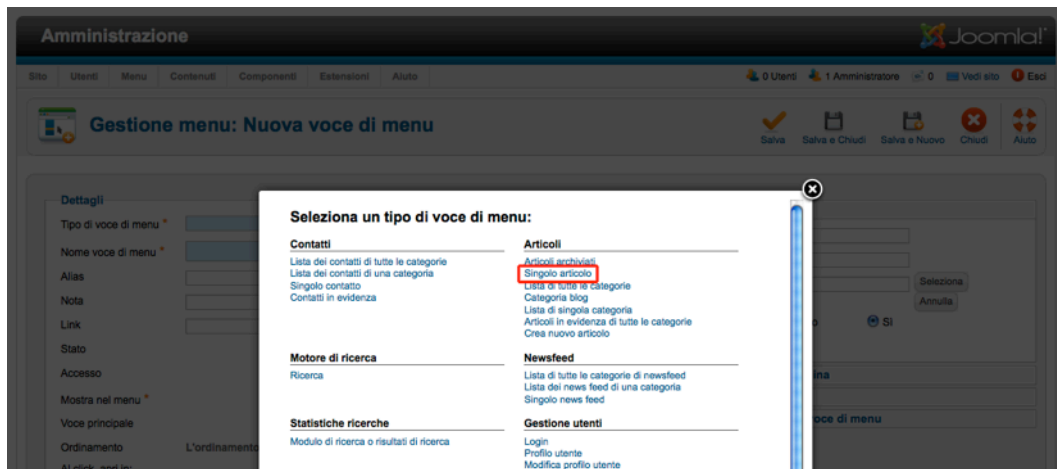 Amministrazione
Joomla!
Sito Utenti Menu Contenuti Componenti Estensioni Aiuto
0 Utenti 1 Amministratore 0 Vedi sito Esci
Gestione menu: Nuova voce di menu
Salva Salva e Chiudi Salva e Nuovo Chiudi Aiuto
Dettagli
Tipo di voce di menu *
Nome voce di menu *
Alias
Nota
Link
Stato
Accesso
Mostra nel menu *
Voce principale
Ordinamento L'ordinamento
Seleziona un tipo di voce di menu:
Contatti
Lista dei contatti di tutte le categorie
Lista dei contatti di una categoria
Singolo contatto
Contatti in evidenza
Articoli
Articoli archiviati
Singolo articolo
Lista di tutte le categorie
Categoria blog
Lista di singola categoria
Articoli in evidenza di tutte le categorie
Crea nuovo articolo
Motore di ricerca
Ricerca
Newsfeed
Lista di tutte le categorie di newsfeed
Lista dei news feed di una categoria
Singolo news feed
Statistiche ricerche
Modulo di ricerca o risultati di ricerca
Gestione utenti
Login
Profilo utente
Modifica profilo utente
Seleziona
Annulla
o Sì
ina
voce di menu